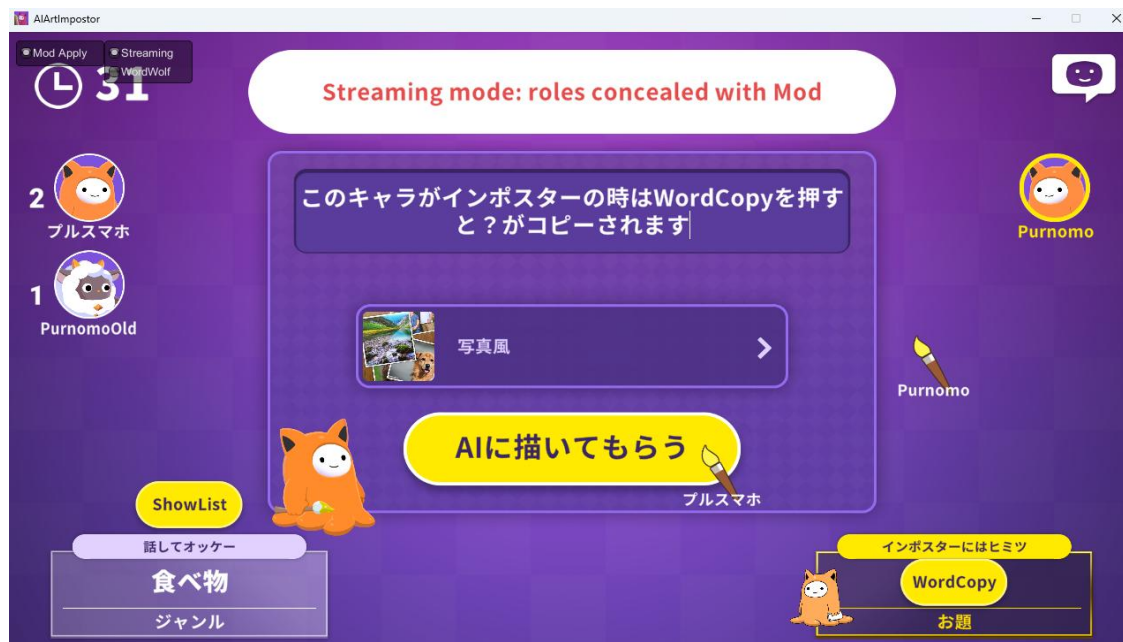 AIArtImpostor
Mod Apply
Streaming
WordWolf
31
Streaming mode: roles concealed with Mod
2
プルスマホ
1
PurnomoOld
このキャラがインポスターの時はWordCopyを押す
と？がコピーされます
写真風
AIに描いてもらう
プルスマホ
Purnomo
Purnomo
ShowList
話してオッケー
食べ物
ジャンル
インポスターにはヒミツ
WordCopy
お題